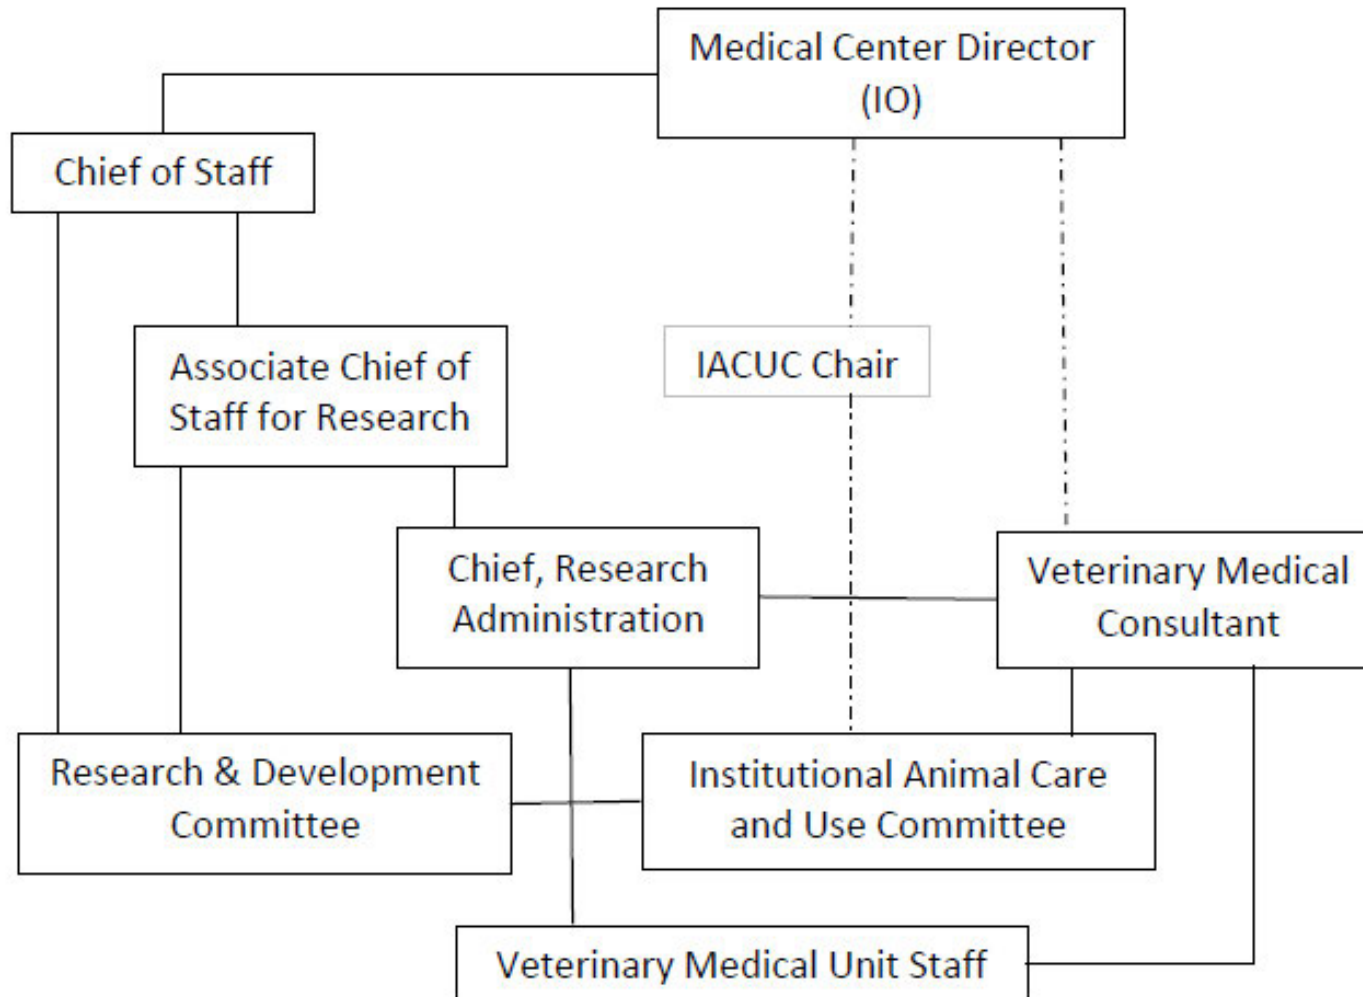 Medical Center Director
(IO)
Chief of Staff
Associate Chief of
Staff for Research
IACUC Chair
Chief, Research
Administration
Veterinary Medical
Consultant
Research & Development
Committee
Institutional Animal Care
and Use Committee
Veterinary Medical Unit Staff